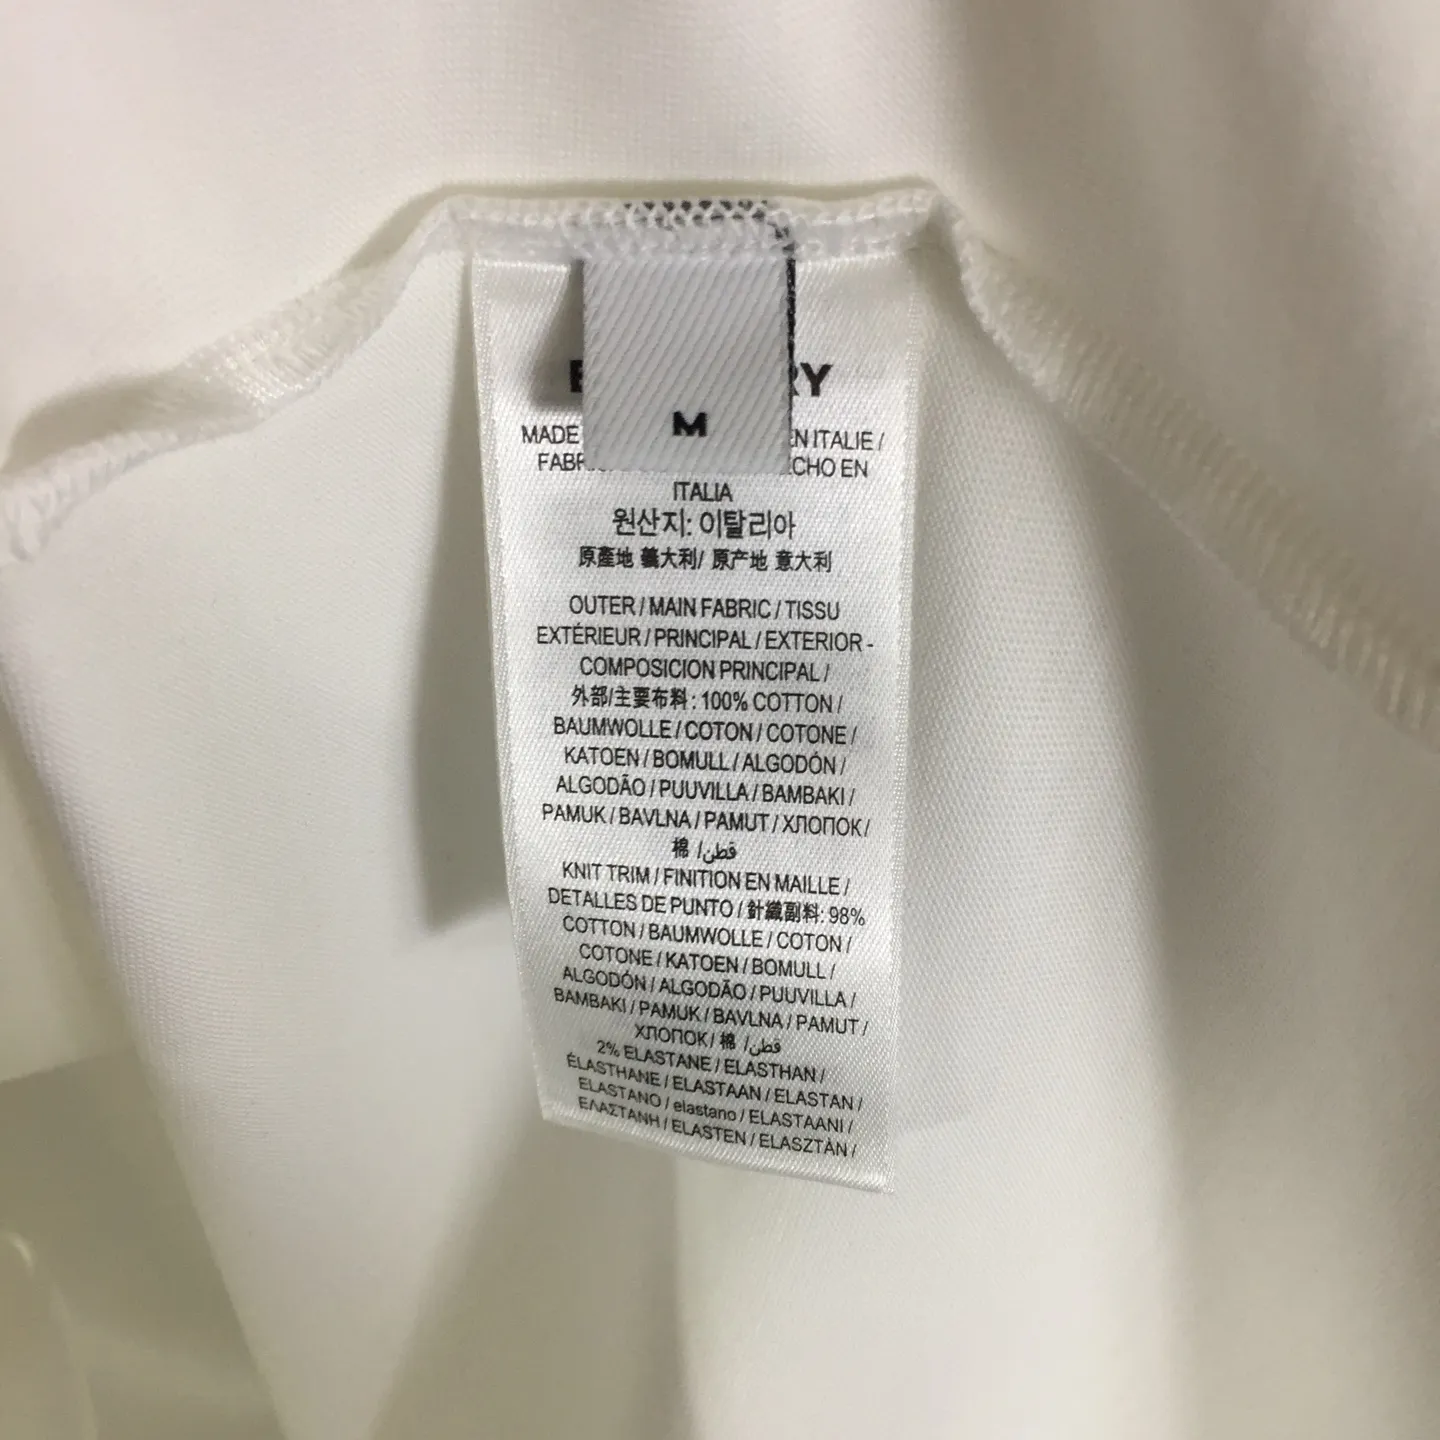 M
RY
MADE EN ITALIE /
FABR CHO EN
ITALIA
원산지: 이탈리아
原產地 義大利/ 原产地 意大利
OUTER / MAIN FABRIC / TISSU
EXTÉRIEUR / PRINCIPAL / EXTERIOR -
COMPOSICION PRINCIPAL /
外部/主要布料: 100% COTTON /
BAUMWOLLE / COTON / COTONE /
KATOEN / BOMULL / ALGODÓN /
ALGODÃO / PUUVILLA / BAMBAKI /
PAMUK / BAVLNA / PAMUT / ХЛОПОК /
棉 / قطن
KNIT TRIM / FINITION EN MAILLE /
DETALLES DE PUNTO / 針織副料: 98%
COTTON / BAUMWOLLE / COTON /
COTONE / KATOEN / BOMULL /
ALGODÓN / ALGODÃO / PUUVILLA /
BAMBAKI / PAMUK / BAVLNA / PAMUT /
ХЛОПОК / 棉 / قطن
2% ELASTANE / ELASTHAN /
ÉLASTHANE / ELASTAAN / ELASTAN /
ELASTANO / elastano / ELASTAANI /
ΕΛΑΣΤΑΝΗ / ELASTEN / ELASZTÀN /